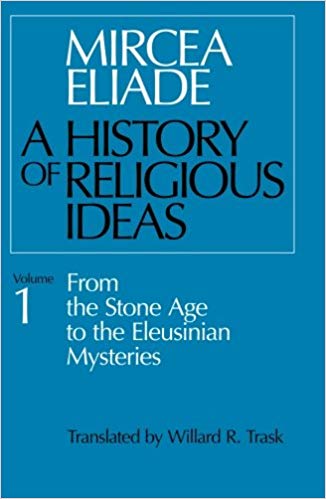 MIRCEA
ELIADE
A HISTORY
OF RELIGIOUS
IDEAS
Volume
1
From
the Stone Age
to the Eleusinian
Mysteries
Translated by Willard R. Trask